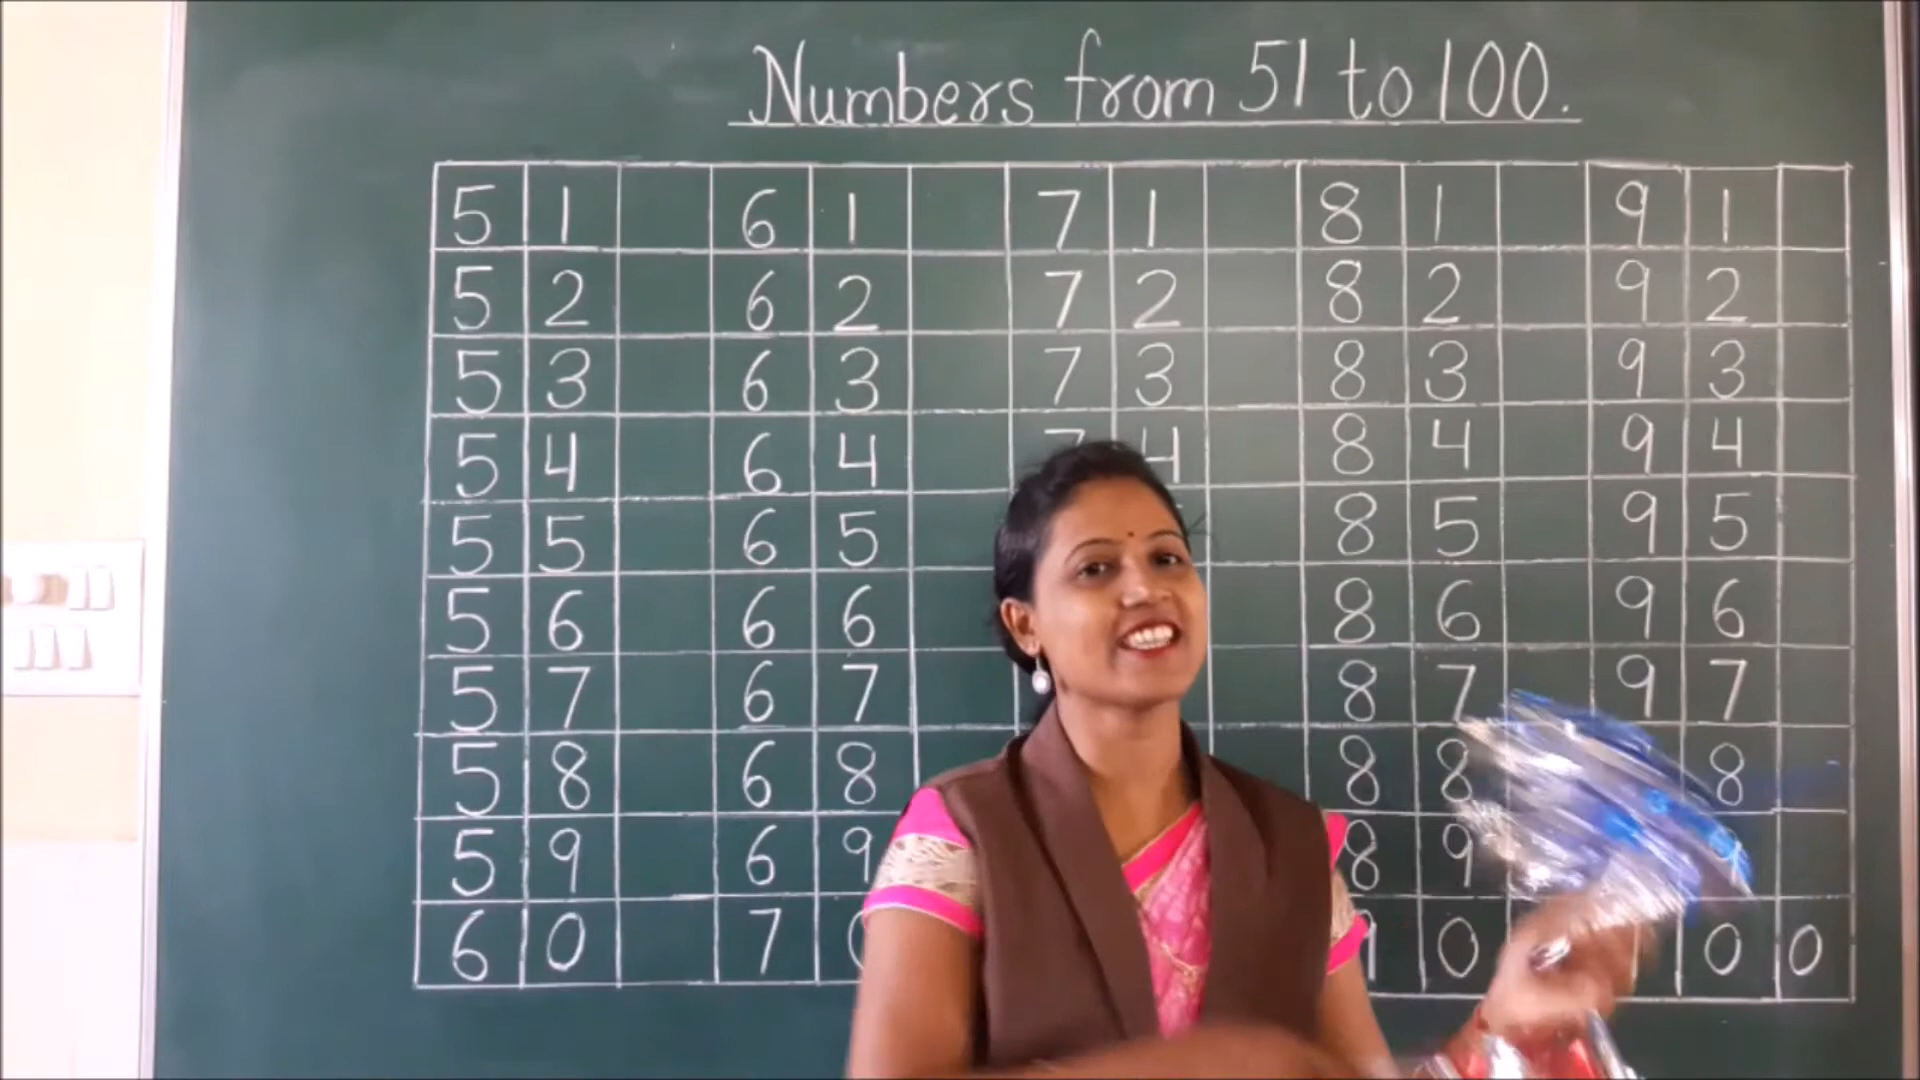 Numbers from 51 to 100.
5 1 6 1 7 1 8 1 9 1
5 2 6 2 7 2 8 2 9 2
5 3 6 3 7 3 8 3 9 3
5 4 6 4 7 4 8 4 9 4
5 5 6 5 8 5 9 5
5 6 6 6 8 6 9 6
5 7 6 7 8 7 9 7
5 8 6 8 8 8 8
5 9 6 9 8 9
6 0 7 0 9 0 0 0